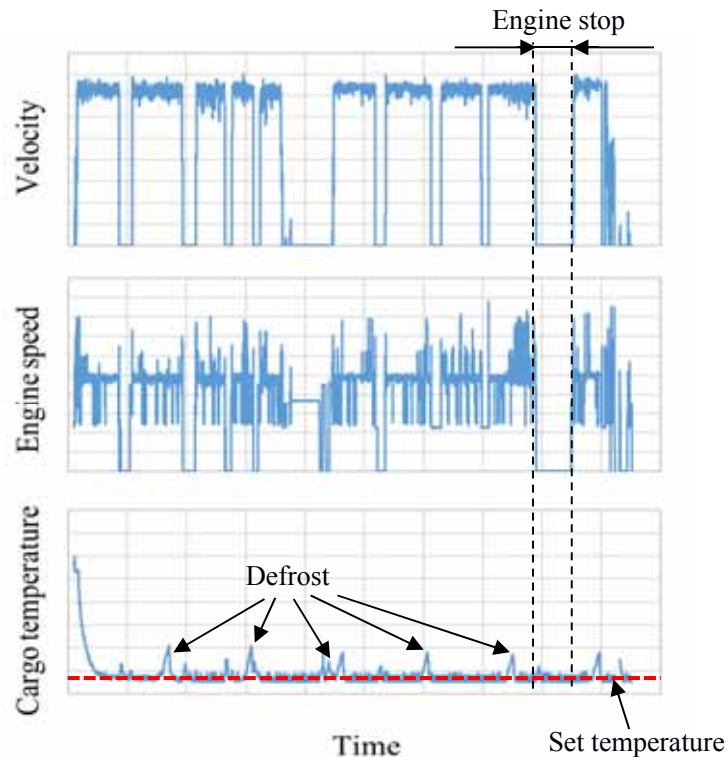 Engine stop
Velocity
Engine speed
Cargo temperature
Defrost
Time
Set temperature